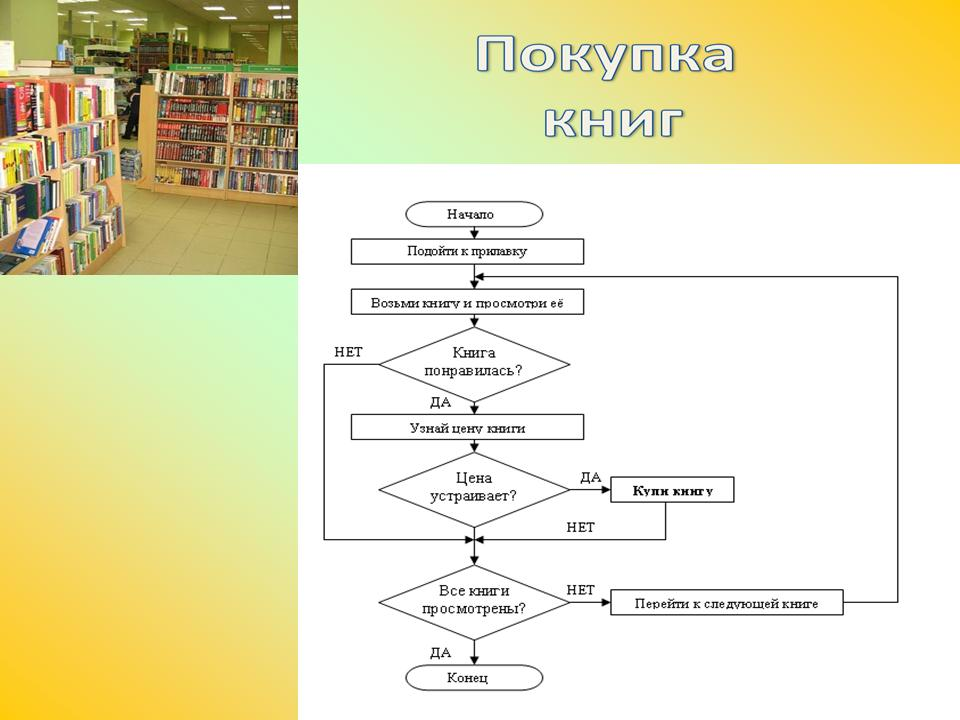 Покупка
книг
Начало
Подойти к прилавку
Возьми книгу и просмотри её
НЕТ
Книга
понравилась?
ДА
Узнай цену книги
Цена
устраивает?
ДА
Купи книгу
НЕТ
Все книги
просмотрены?
НЕТ
Перейти к следующей книге
ДА
Конец